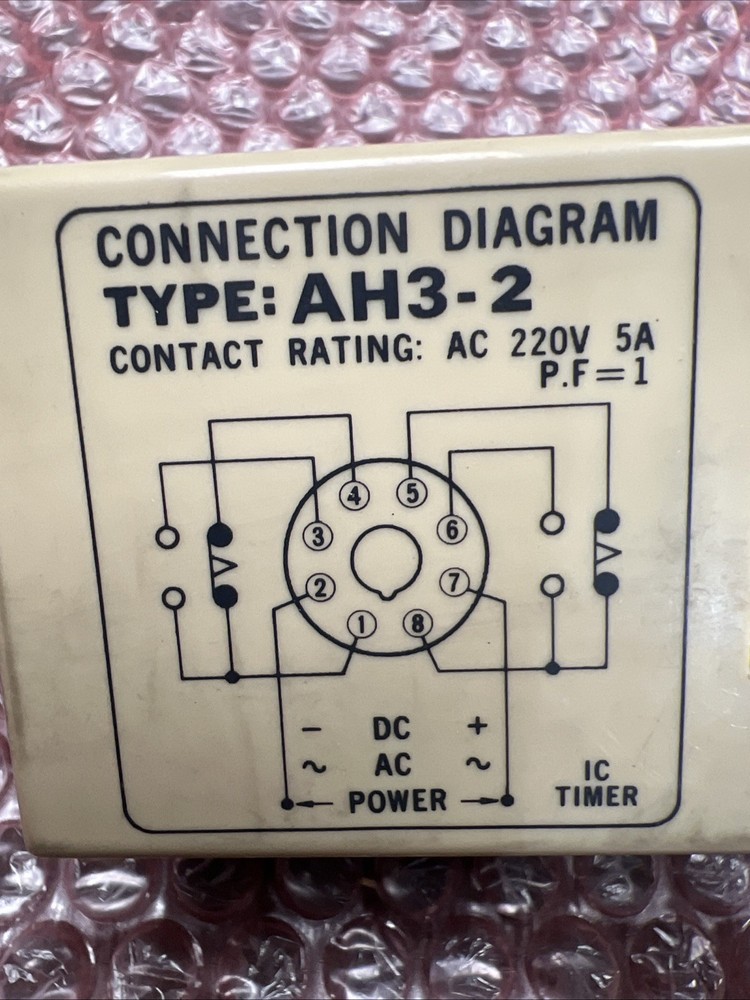 CONNECTION DIAGRAM
TYPE: AH3-2
CONTACT RATING: AC 220V 5A
P.F=1
4 5
3 6
2 7
1 8
− DC +
~ AC ~
POWER
IC
TIMER